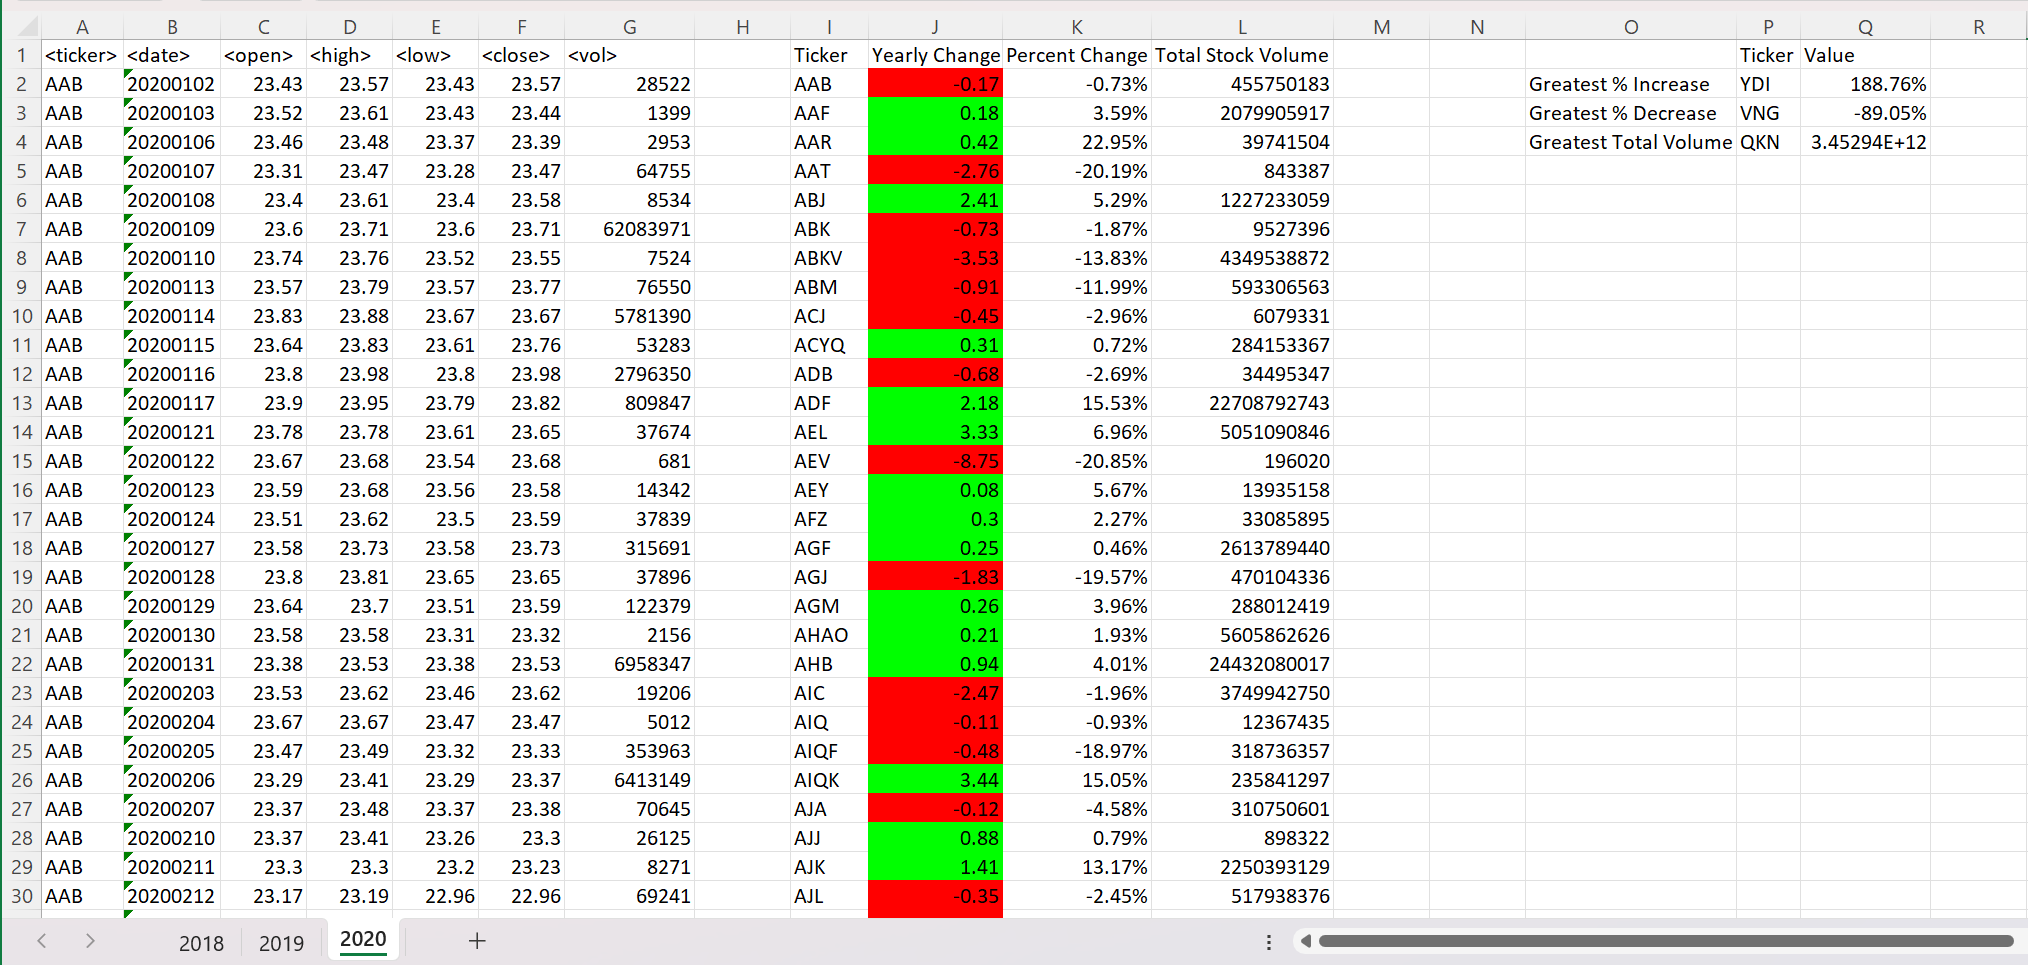 A B C D E F G H I J K L M N O P Q R
1 <ticker> <date> <open> <high> <low> <close> <vol> Ticker Yearly Change Percent Change Total Stock Volume Ticker Value
2 AAB 20200102 23.43 23.57 23.43 23.57 28522 AAB -0.17 -0.73% 455750183 Greatest % Increase YDI 188.76%
3 AAB 20200103 23.52 23.61 23.43 23.44 1399 AAF 0.18 3.59% 2079905917 Greatest % Decrease VNG -89.05%
4 AAB 20200106 23.46 23.48 23.37 23.39 2953 AAR 0.42 22.95% 39741504 Greatest Total Volume QKN 3.45294E+12
5 AAB 20200107 23.31 23.47 23.28 23.47 64755 AAT -2.76 -20.19% 843387
6 AAB 20200108 23.4 23.61 23.4 23.58 8534 ABJ 2.41 5.29% 1227233059
7 AAB 20200109 23.6 23.71 23.6 23.71 62083971 ABK -0.73 -1.87% 9527396
8 AAB 20200110 23.74 23.76 23.52 23.55 7524 ABKV -3.53 -13.83% 4349538872
9 AAB 20200113 23.57 23.79 23.57 23.77 76550 ABM -0.91 -11.99% 593306563
10 AAB 20200114 23.83 23.88 23.67 23.67 5781390 ACJ -0.45 -2.96% 6079331
11 AAB 20200115 23.64 23.83 23.61 23.76 53283 ACYQ 0.31 0.72% 284153367
12 AAB 20200116 23.8 23.98 23.8 23.98 2796350 ADB -0.68 -2.69% 34495347
13 AAB 20200117 23.9 23.95 23.79 23.82 809847 ADF 2.18 15.53% 22708792743
14 AAB 20200121 23.78 23.78 23.61 23.65 37674 AEL 3.33 6.96% 5051090846
15 AAB 20200122 23.67 23.68 23.54 23.68 681 AEV -8.75 -20.85% 196020
16 AAB 20200123 23.59 23.68 23.56 23.58 14342 AEY 0.08 5.67% 13935158
17 AAB 20200124 23.51 23.62 23.5 23.59 37839 AFZ 0.3 2.27% 33085895
18 AAB 20200127 23.58 23.73 23.58 23.73 315691 AGF 0.25 0.46% 2613789440
19 AAB 20200128 23.8 23.81 23.65 23.65 37896 AGJ -1.83 -19.57% 470104336
20 AAB 20200129 23.64 23.7 23.51 23.59 122379 AGM 0.26 3.96% 288012419
21 AAB 20200130 23.58 23.58 23.31 23.32 2156 AHAO 0.21 1.93% 5605862626
22 AAB 20200131 23.38 23.53 23.38 23.53 6958347 AHB 0.94 4.01% 24432080017
23 AAB 20200203 23.53 23.62 23.46 23.62 19206 AIC -2.47 -1.96% 3749942750
24 AAB 20200204 23.67 23.67 23.47 23.47 5012 AIQ -0.11 -0.93% 12367435
25 AAB 20200205 23.47 23.49 23.32 23.33 353963 AIQF -0.48 -18.97% 318736357
26 AAB 20200206 23.29 23.41 23.29 23.37 6413149 AIQK 3.44 15.05% 235841297
27 AAB 20200207 23.37 23.48 23.37 23.38 70645 AJA -0.12 -4.58% 310750601
28 AAB 20200210 23.37 23.41 23.26 23.3 26125 AJJ 0.88 0.79% 898322
29 AAB 20200211 23.3 23.3 23.2 23.23 8271 AJK 1.41 13.17% 2250393129
30 AAB 20200212 23.17 23.19 22.96 22.96 69241 AJL -0.35 -2.45% 517938376
2018 2019 2020 +